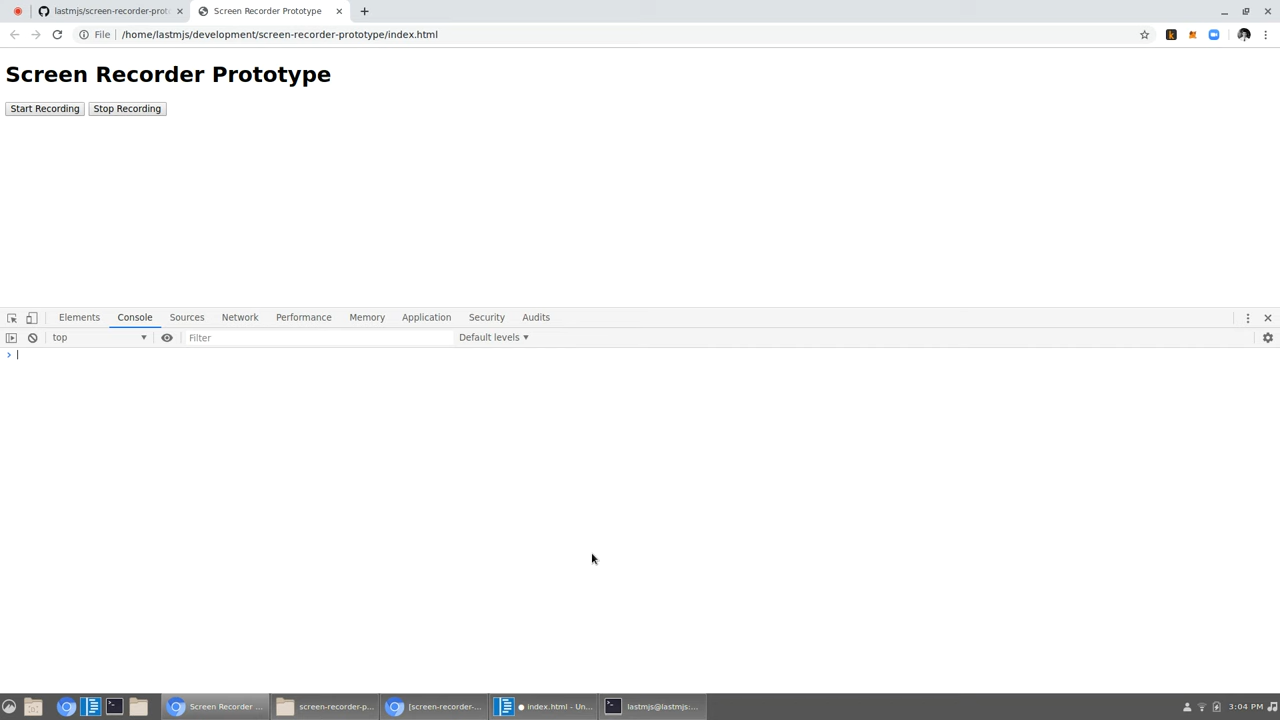 lastmjs/screen-recorder-prot
Screen Recorder Prototype
File
/home/lastmjs/development/screen-recorder-prototype/index.html
Screen Recorder Prototype
Start Recording
Stop Recording
Elements
Console
Sources
Network
Performance
Memory
Application
Security
Audits
top
Filter
Default levels
Screen Recorder ...
screen-recorder-p...
[screen-recorder-...
index.html - Un...
lastmjs@lastmjs:...
3:04 PM